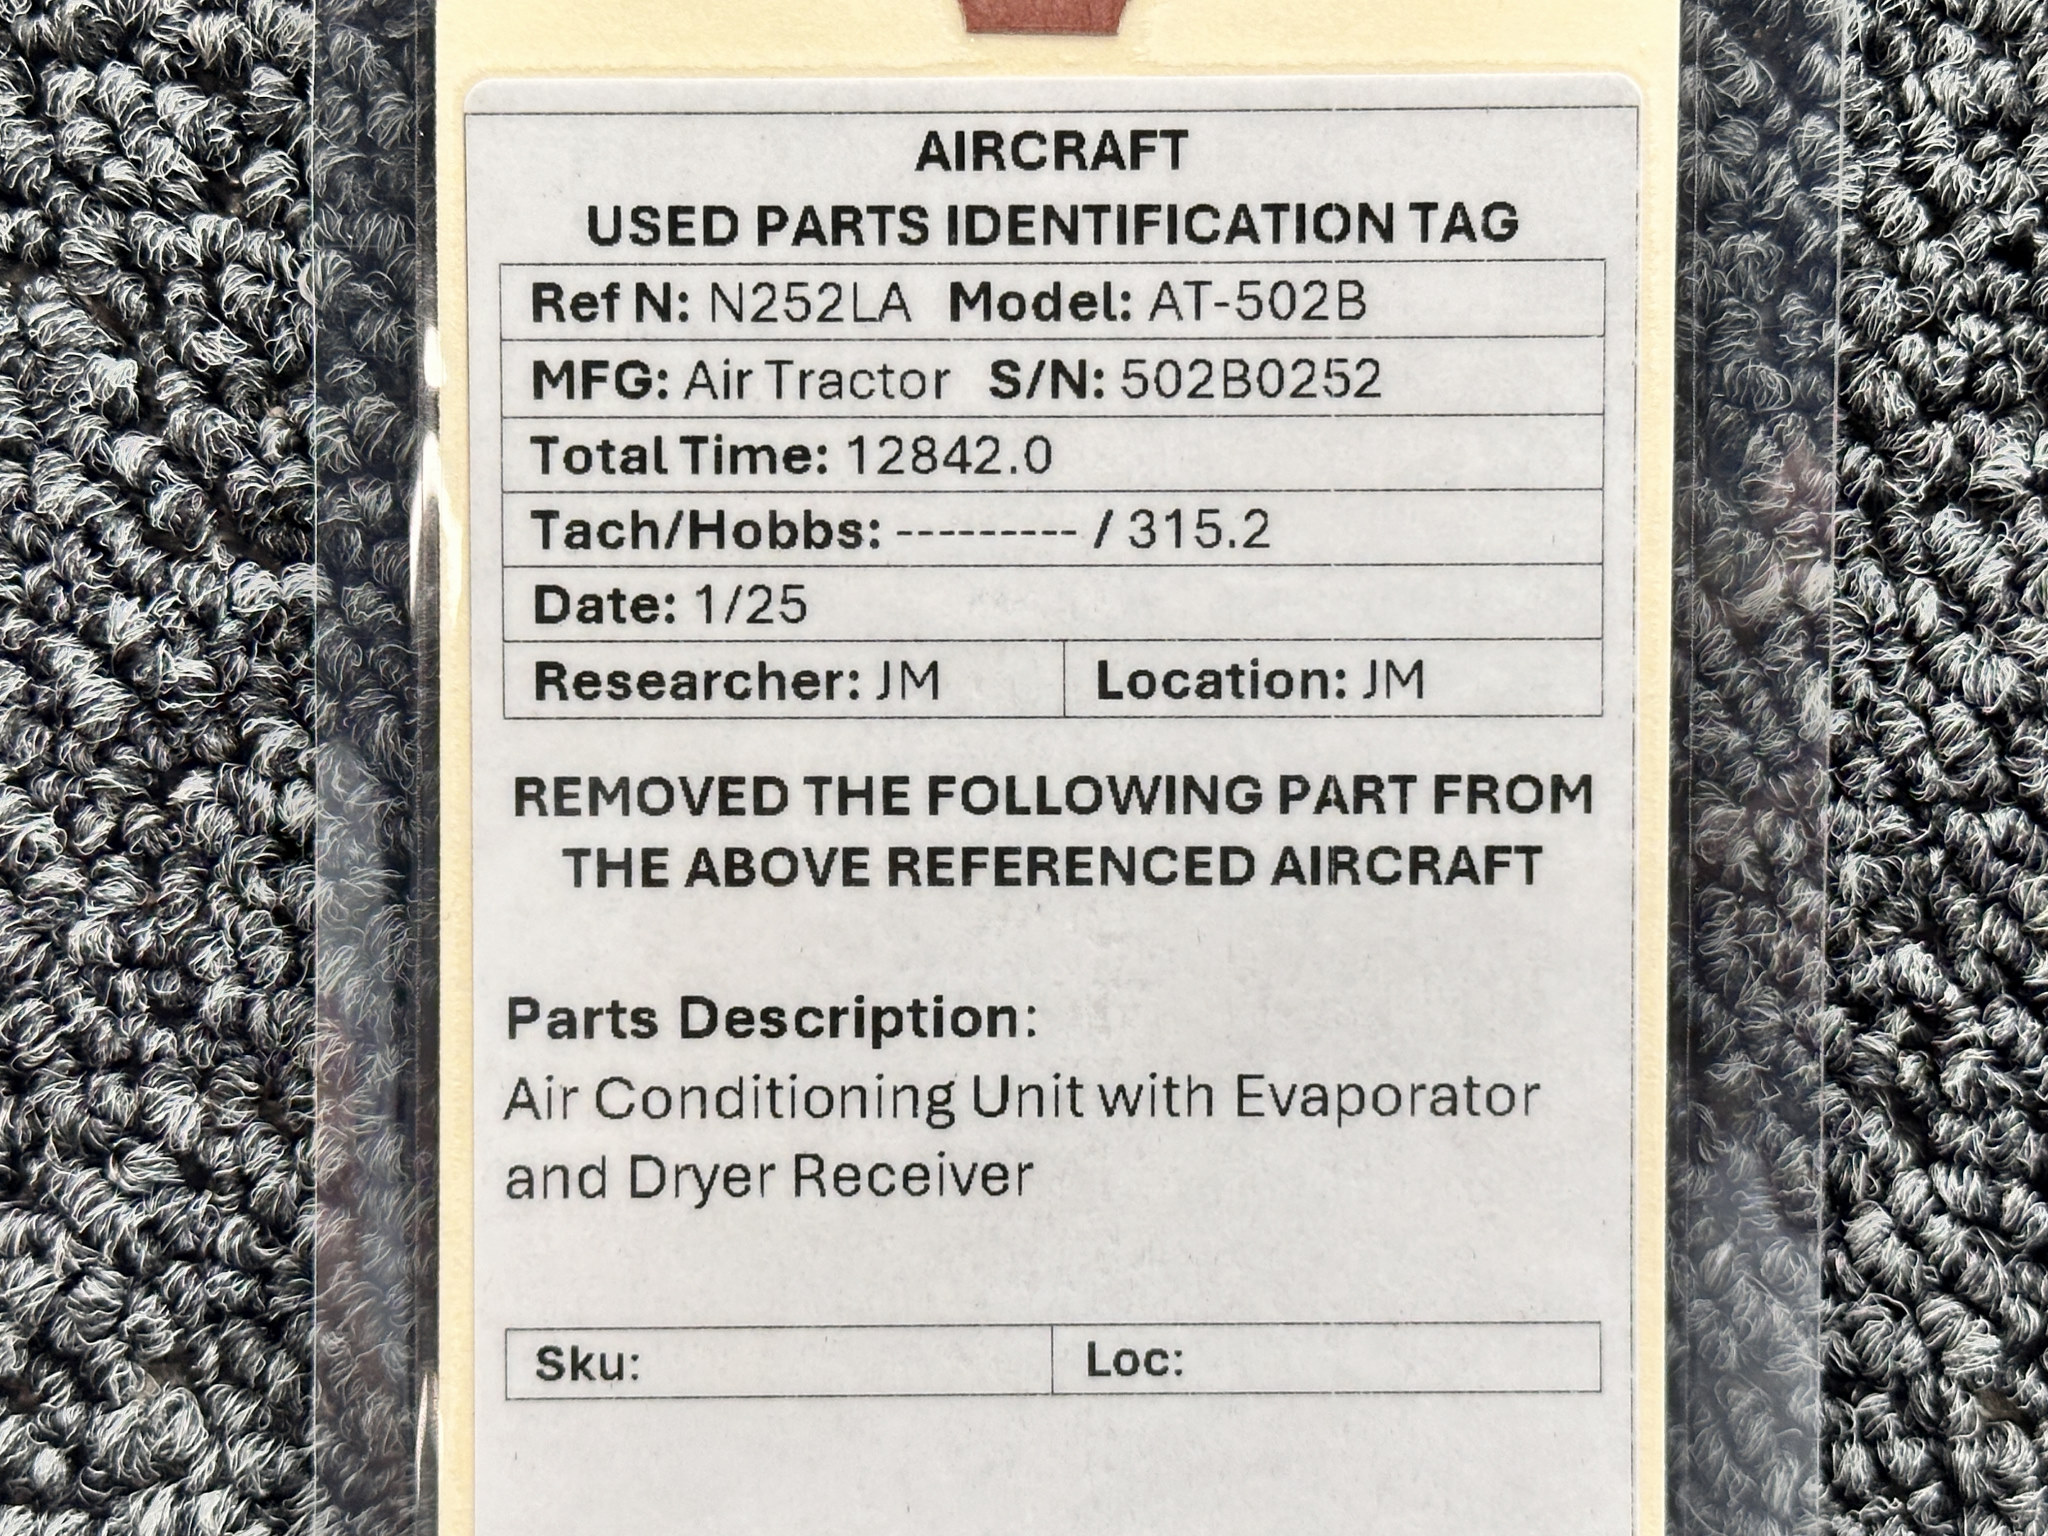 AIRCRAFT
USED PARTS IDENTIFICATION TAG
Ref N: N252LA Model: AT-502B
MFG: Air Tractor S/N: 502B0252
Total Time: 12842.0
Tach/Hobbs: --------- / 315.2
Date: 1/25
Researcher: JM Location: JM
REMOVED THE FOLLOWING PART FROM
THE ABOVE REFERENCED AIRCRAFT
Parts Description:
Air Conditioning Unit with Evaporator
and Dryer Receiver
Sku: Loc: